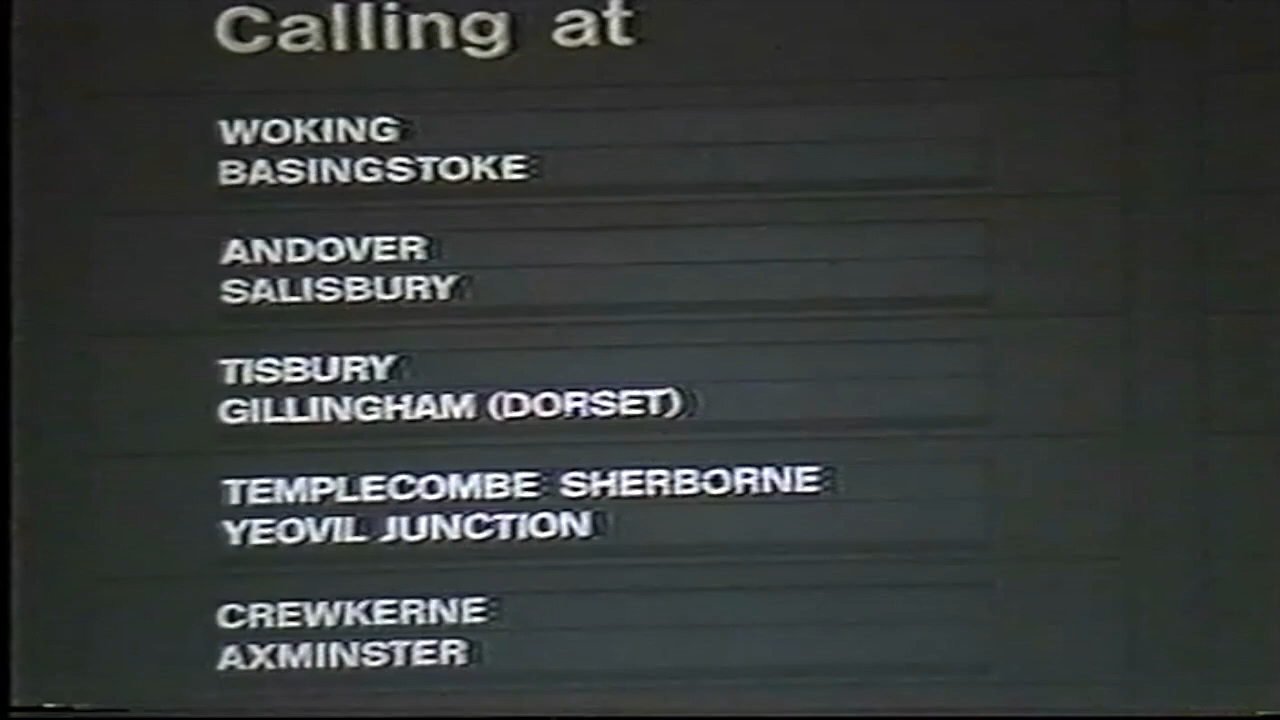 Calling at
WOKING
BASINGSTOKE
ANDOVER
SALISBURY
TISBURY
GILLINGHAM (DORSET)
TEMPLECOMBE SHERBORNE
YEOVIL JUNCTION
CREWKERNE
AXMINSTER